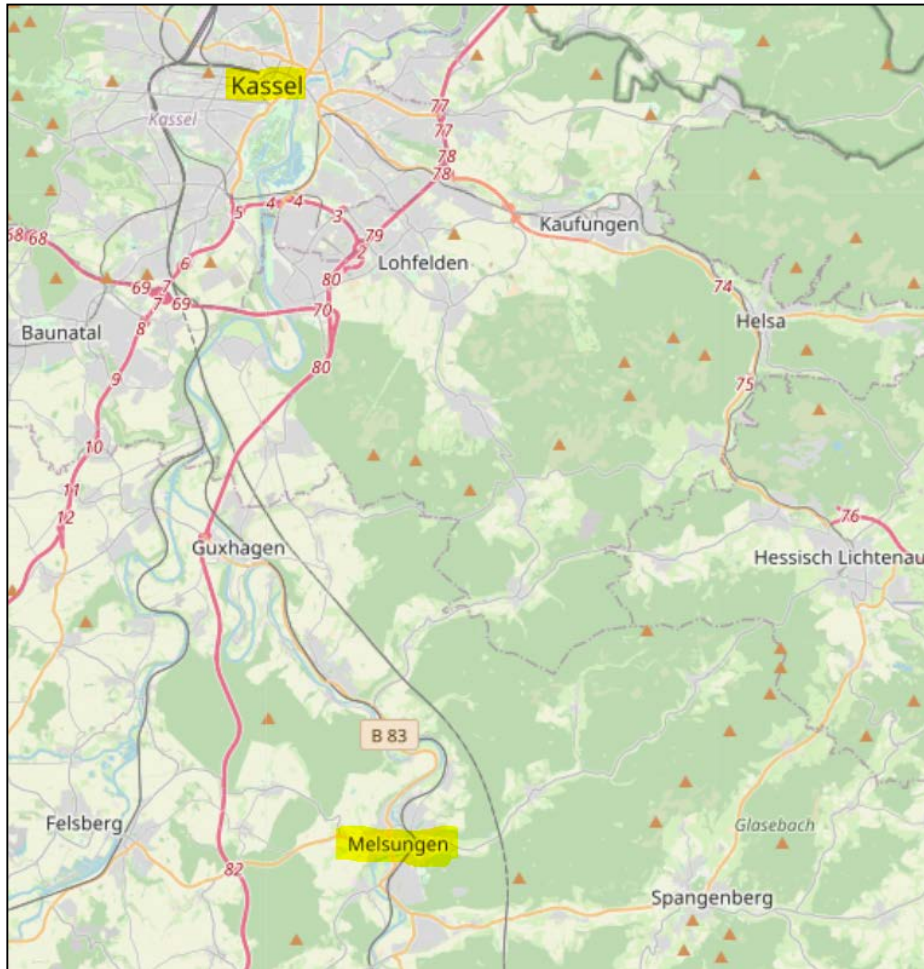 Kassel
77
Kassel
77
78
78
5
4
4
3
Kaufungen
68
68
79
2
6
Lohfelden
80
74
69
7
7
69
70
Helsa
8
Baunatal
80
9
75
10
11
12
76
Guxhagen
Hessisch Lichtenau
B 83
Felsberg
Glasebach
Melsungen
82
Spangenberg